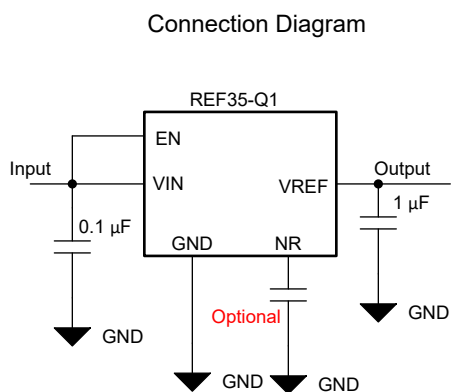 Connection Diagram
REF35-Q1
EN
Input
VIN
VREF
Output
0.1 µF
1 µF
GND
NR
Optional
GND
GND
GND
GND